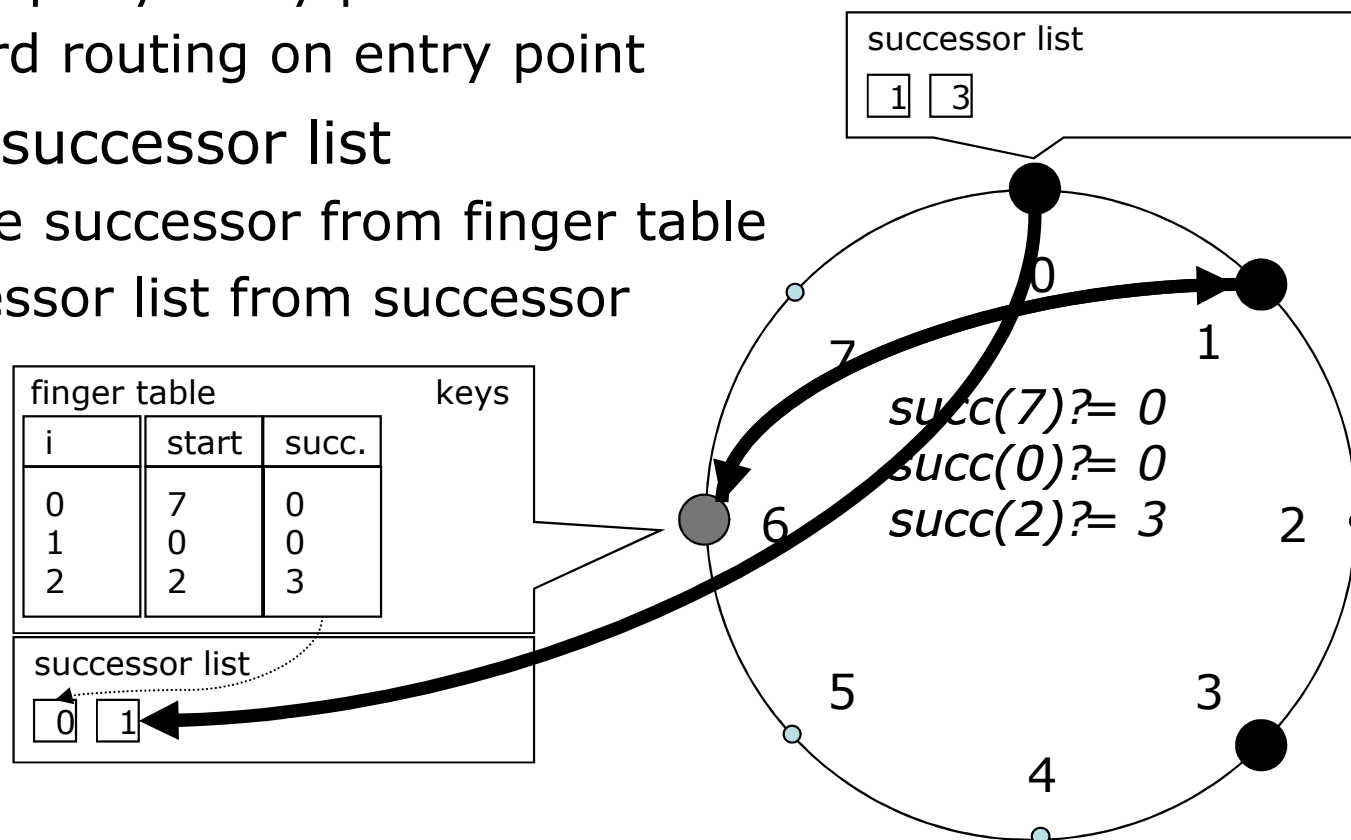 rd routing on entry point
successor list
e successor from finger table
essor list from successor
successor list
1 3
0
1
7
succ(7)?= 0
succ(0)?= 0
succ(2)?= 3
6
2
5
3
4
finger table keys
i start succ.
0 7 0
1 0 0
2 2 3
successor list
0 1